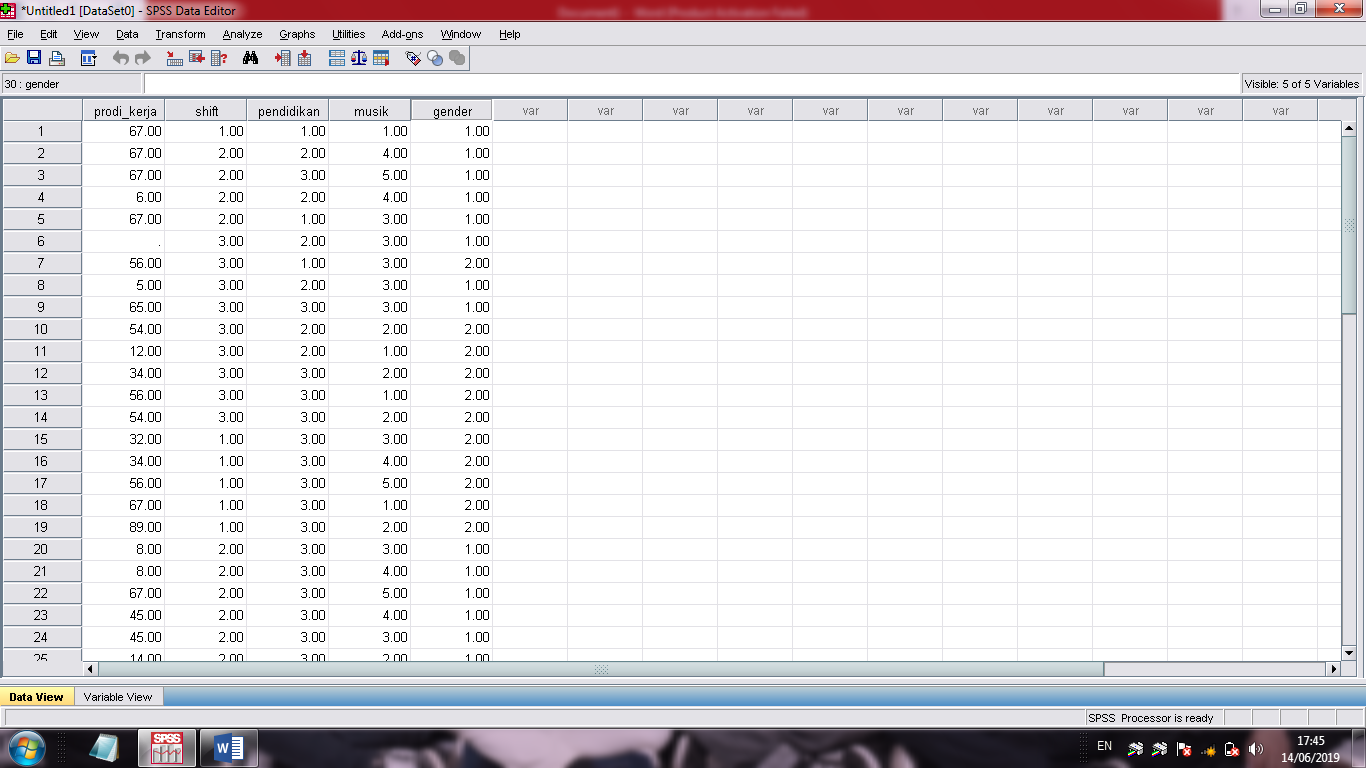 *Untitled1 [DataSet0] - SPSS Data Editor
File Edit View Data Transform Analyze Graphs Utilities Add-ons Window Help
30 : gender Visible: 5 of 5 Variables
prodi_kerja shift pendidikan musik gender var var var var var var var var var var var
1 67.00 1.00 1.00 1.00 1.00
2 67.00 2.00 2.00 4.00 1.00
3 67.00 2.00 3.00 5.00 1.00
4 6.00 2.00 2.00 4.00 1.00
5 67.00 2.00 1.00 3.00 1.00
6 . 3.00 2.00 3.00 1.00
7 56.00 3.00 1.00 3.00 2.00
8 5.00 3.00 2.00 3.00 1.00
9 65.00 3.00 3.00 3.00 1.00
10 54.00 3.00 2.00 2.00 2.00
11 12.00 3.00 2.00 1.00 2.00
12 34.00 3.00 3.00 2.00 2.00
13 56.00 3.00 3.00 1.00 2.00
14 54.00 3.00 3.00 2.00 2.00
15 32.00 1.00 3.00 3.00 2.00
16 34.00 1.00 3.00 4.00 2.00
17 56.00 1.00 3.00 5.00 2.00
18 67.00 1.00 3.00 1.00 2.00
19 89.00 1.00 3.00 2.00 2.00
20 8.00 2.00 3.00 3.00 1.00
21 8.00 2.00 3.00 4.00 1.00
22 67.00 2.00 3.00 5.00 1.00
23 45.00 2.00 3.00 4.00 1.00
24 45.00 2.00 3.00 3.00 1.00
25 14.00 2.00 3.00 2.00 1.00
Data View Variable View
SPSS Processor is ready
SPSS W EN 17:45
14/06/2019